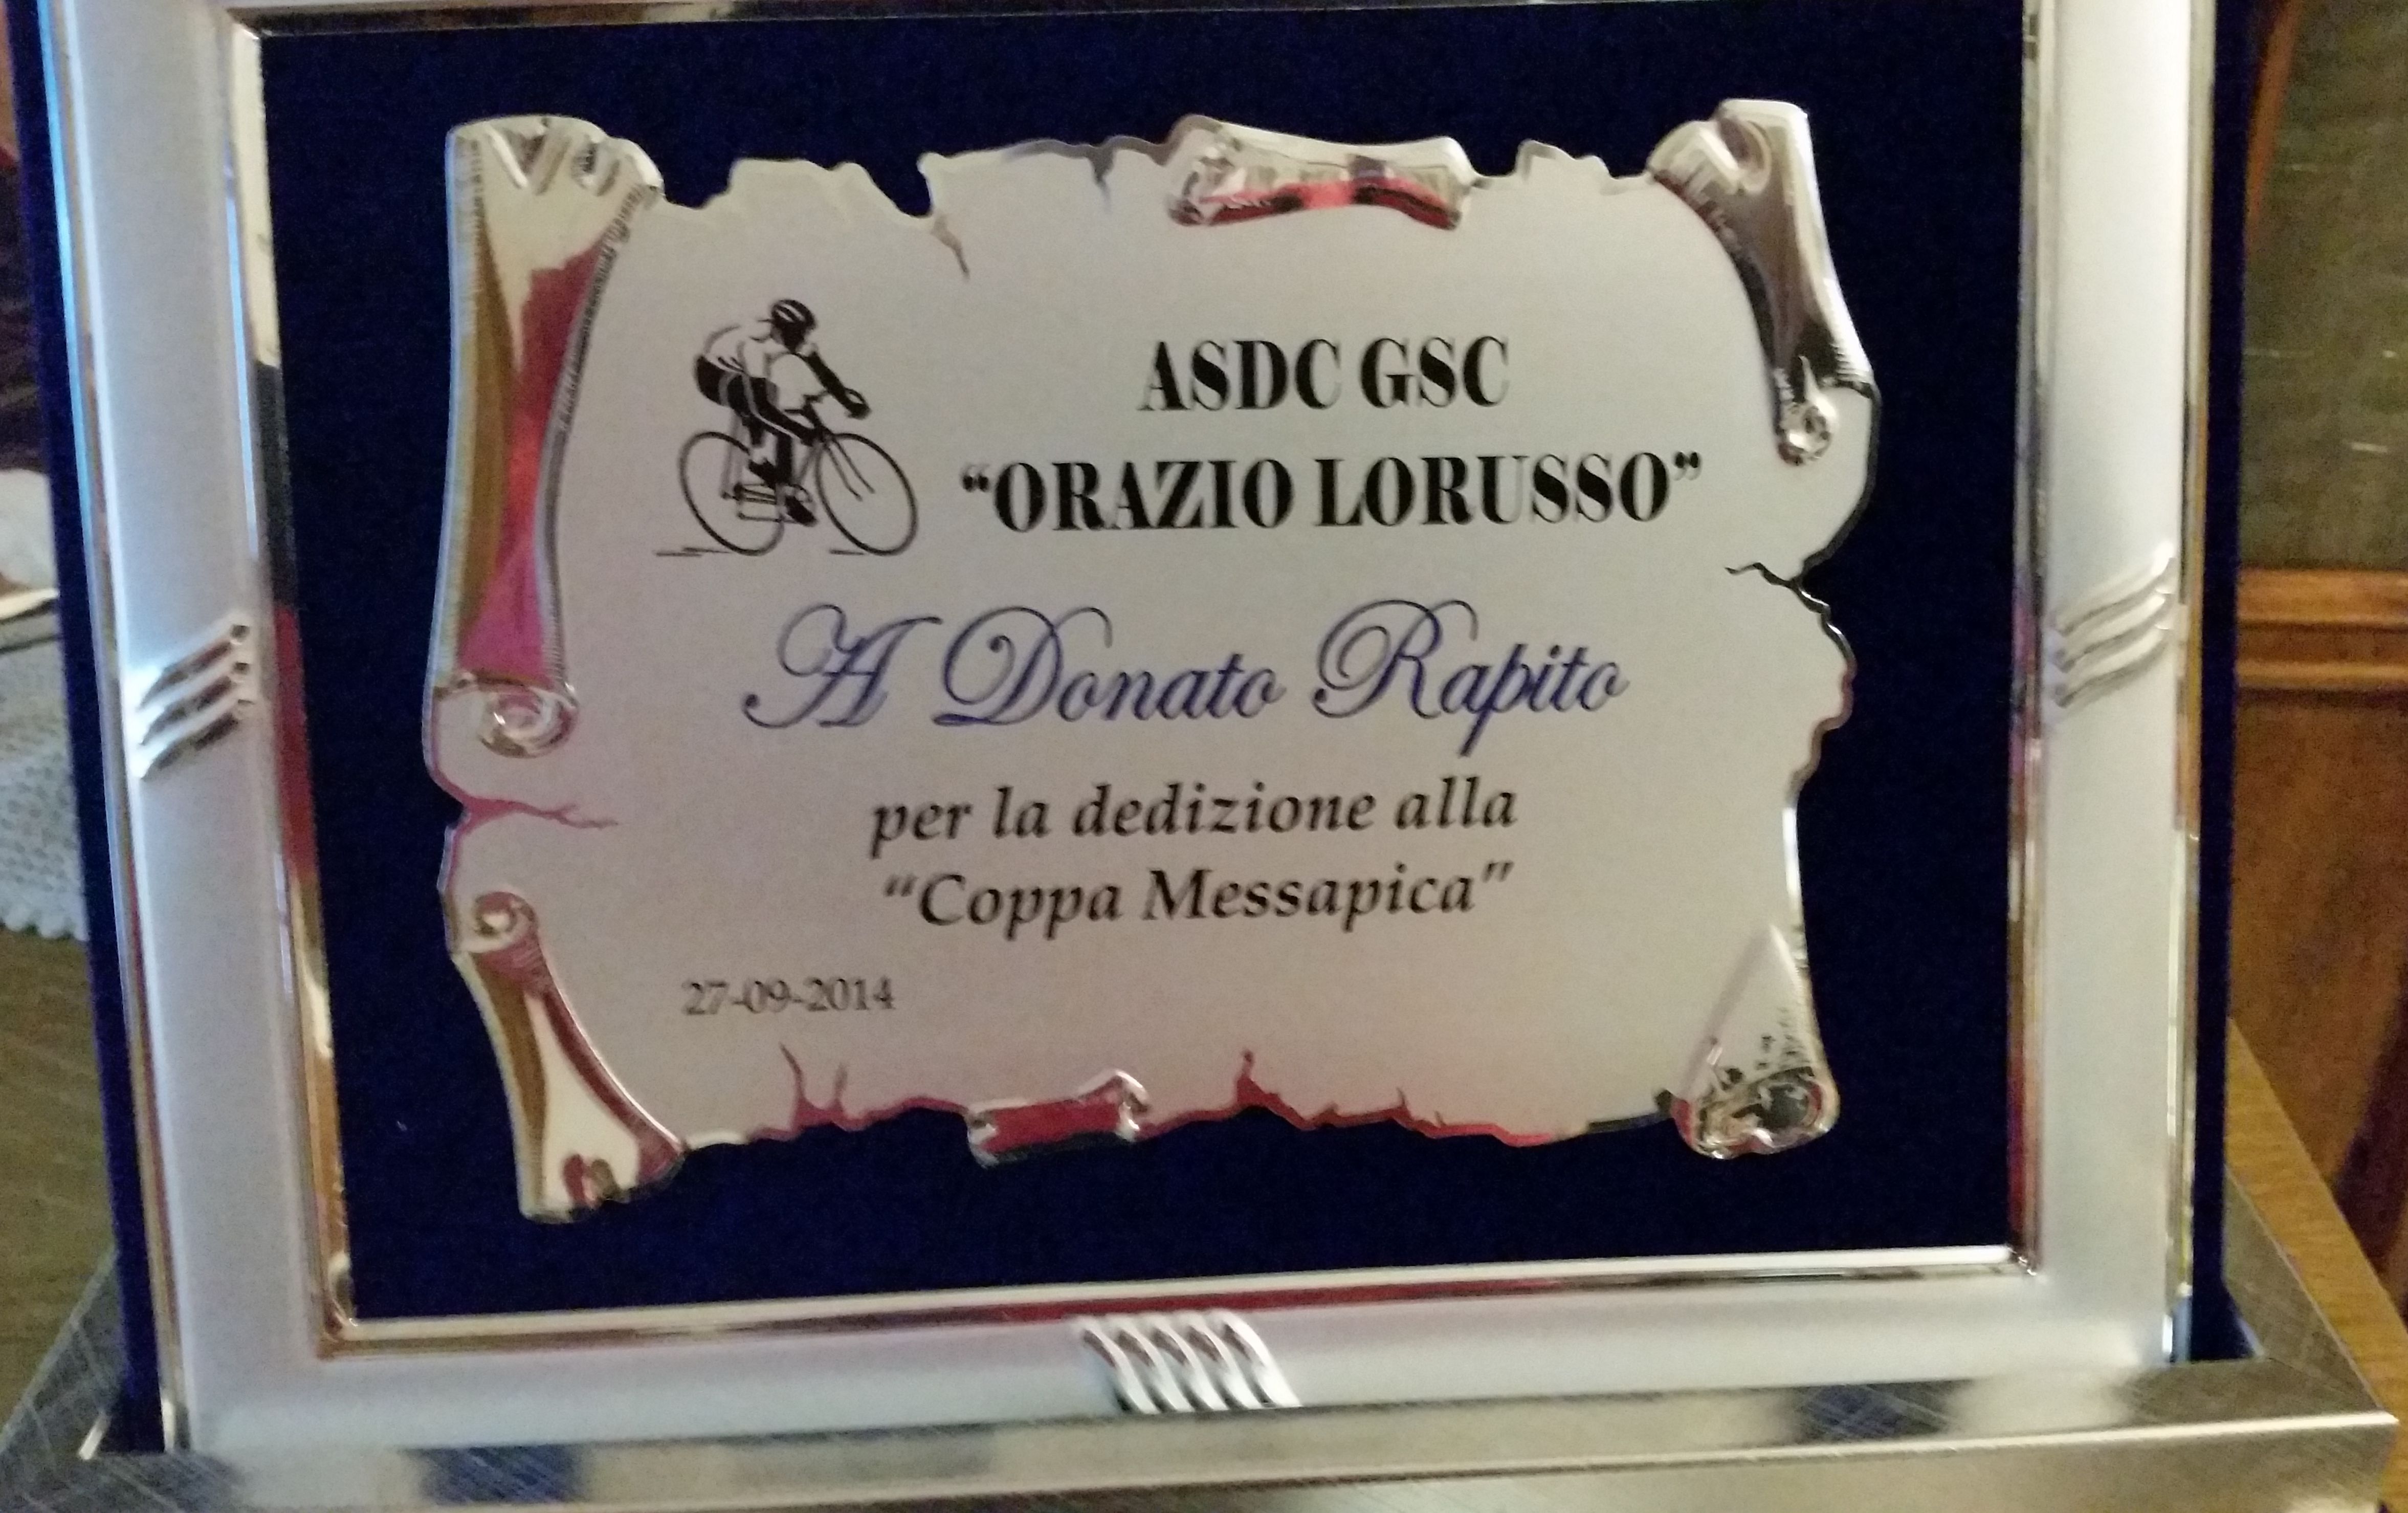 ASDC GSC
“ORAZIO LORUSSO”
A Donato Rapito
per la dedizione alla
“Coppa Messapica”
27-09-2014